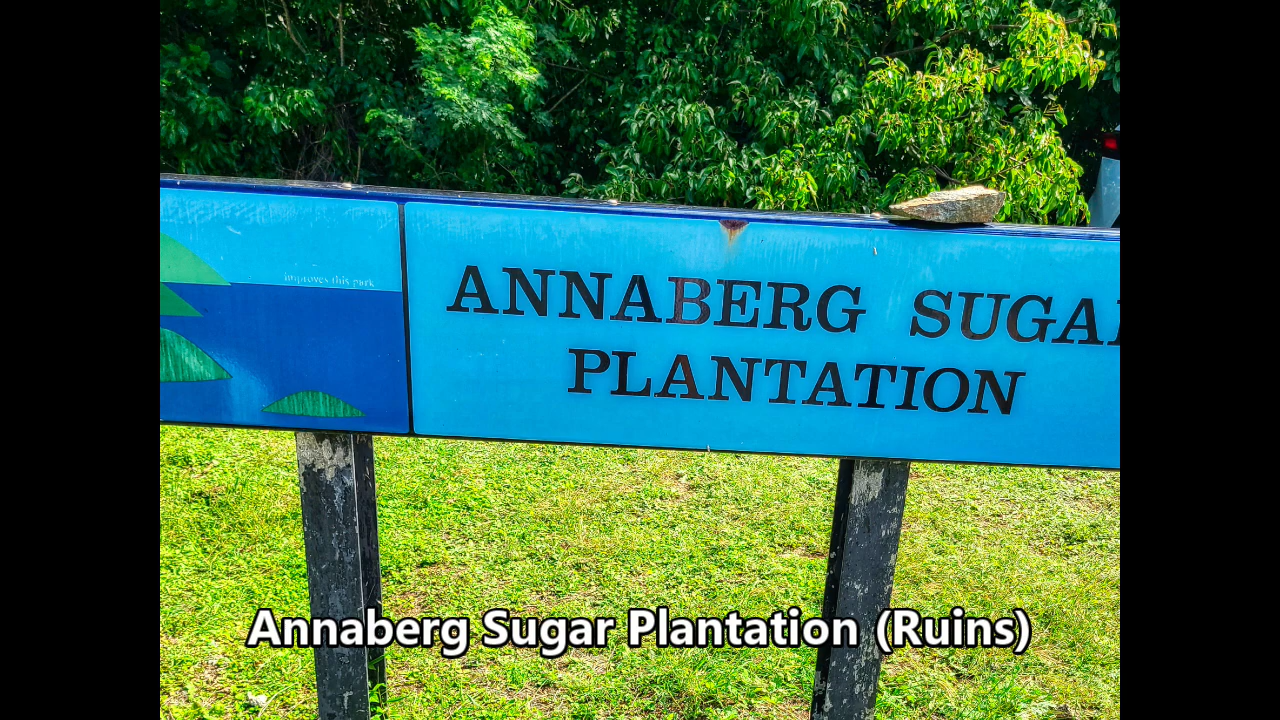 Improves this park
ANNABERG SUGA
PLANTATION
Annaberg Sugar Plantation (Ruins)